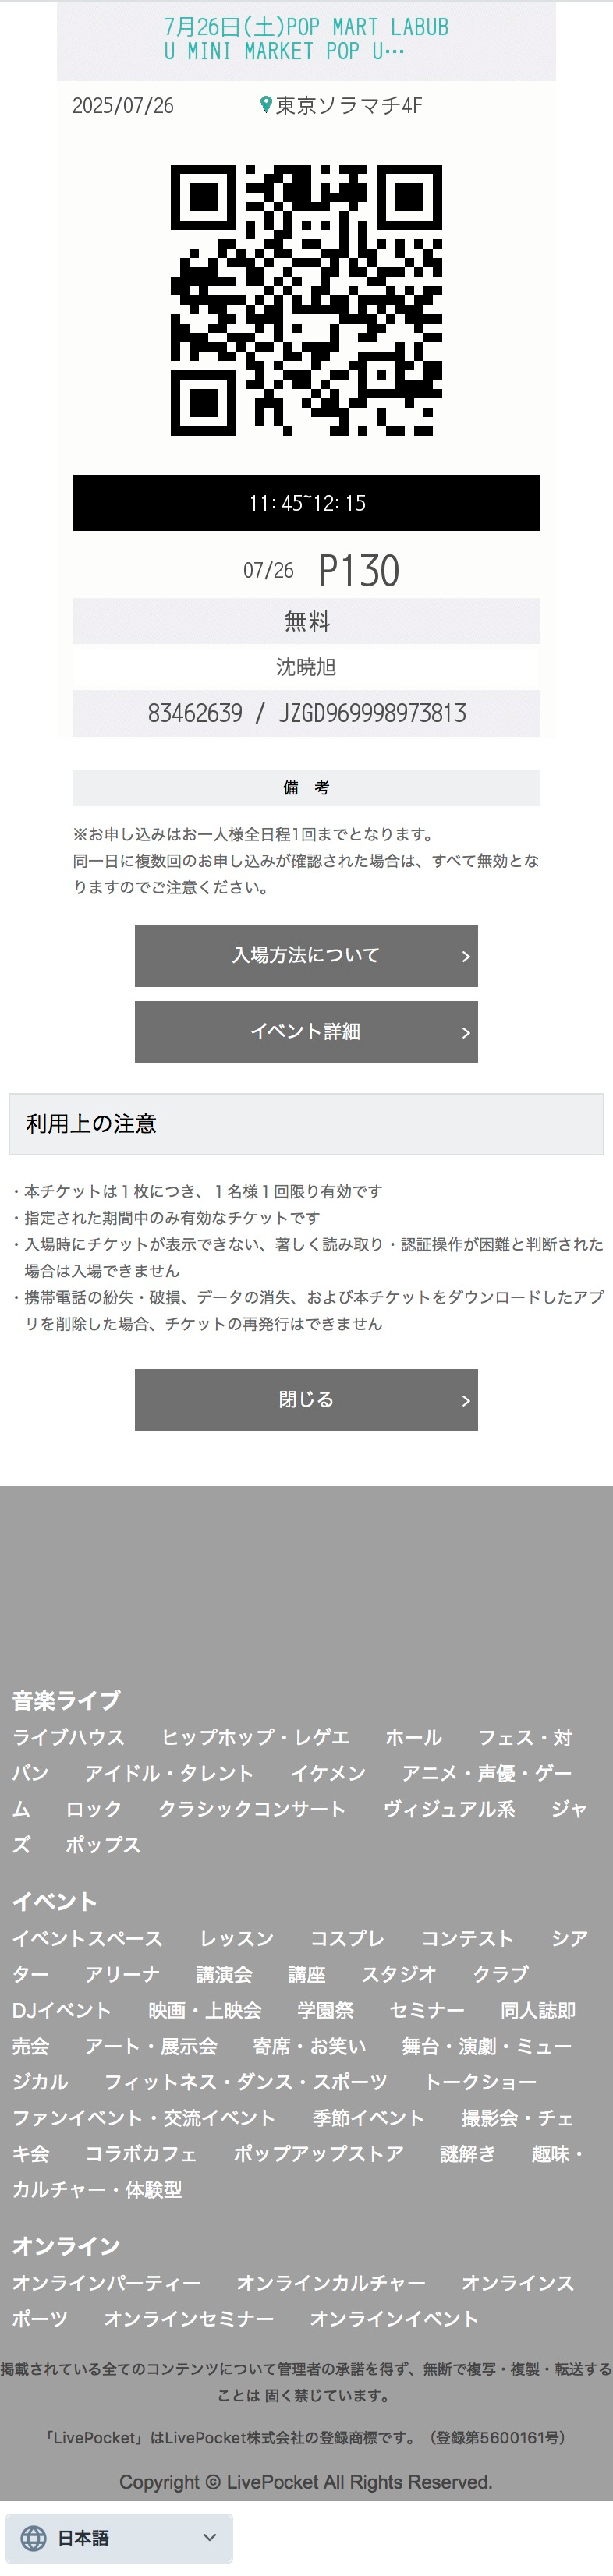 7月26日(土)POP MART LABUB
U MINI MARKET POP U…
2025/07/26 東京ソラマチ4F
11:45~12:15
07/26 P130
無料
沈暁旭
83462639 / JZGD969998973813
備 考
※お申し込みはお一人様全日程1回までとなります。
同一日に複数回のお申し込みが確認された場合は、すべて無効とな
りますのでご注意ください。
入場方法について
イベント詳細
利用上の注意
・本チケットは１枚につき、１名様１回限り有効です
・指定された期間中のみ有効なチケットです
・入場時にチケットが表示できない、著しく読み取り・認証操作が困難と判断された
場合は入場できません
・携帯電話の紛失・破損、データの消失、および本チケットをダウンロードしたアプ
リを削除した場合、チケットの再発行はできません
閉じる
音楽ライブ
ライブハウス ヒップホップ・レゲエ ホール フェス・対
バン アイドル・タレント イケメン アニメ・声優・ゲー
ム ロック クラシックコンサート ヴィジュアル系 ジャ
ズ ポップス
イベント
イベントスペース レッスン コスプレ コンテスト シア
ター アリーナ 講演会 講座 スタジオ クラブ
DJイベント 映画・上映会 学園祭 セミナー 同人誌即
売会 アート・展示会 寄席・お笑い 舞台・演劇・ミュー
ジカル フィットネス・ダンス・スポーツ トークショー
ファンイベント・交流イベント 季節イベント 撮影会・チェ
キ会 コラボカフェ ポップアップストア 謎解き 趣味・
カルチャー・体験型
オンライン
オンラインパーティー オンラインカルチャー オンラインス
ポーツ オンラインセミナー オンラインイベント
掲載されている全てのコンテンツについて管理者の承諾を得ず、無断で複写・複製・転送する
ことは 固く禁じています。
「LivePocket」はLivePocket株式会社の登録商標です。（登録第5600161号）
Copyright © LivePocket All Rights Reserved.
日本語